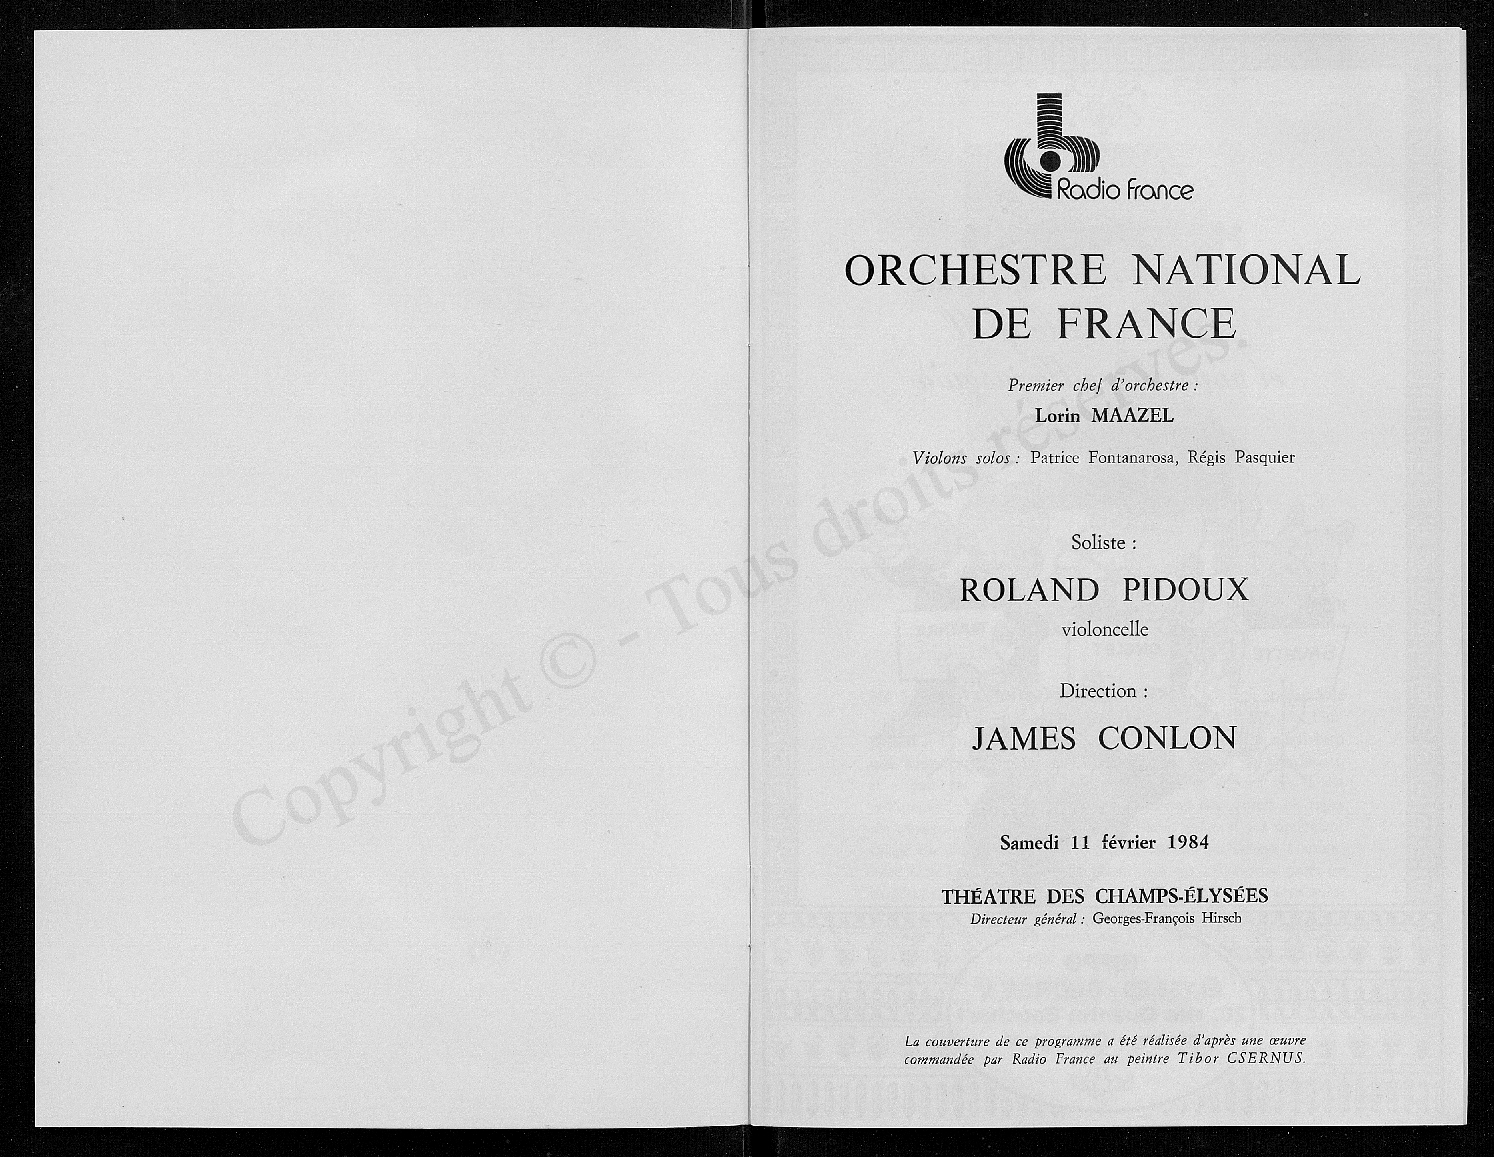 Radio France
ORCHESTRE NATIONAL
DE FRANCE
Premier chef d'orchestre :
Lorin MAAZEL
Violons solos : Patrice Fontanarosa, Régis Pasquier
Soliste :
ROLAND PIDOUX
violoncelle
Direction :
JAMES CONLON
Samedi 11 février 1984
THÉATRE DES CHAMPS-ÉLYSÉES
Directeur général : Georges-François Hirsch
La couverture de ce programme a été réalisée d'après une œuvre
commandée par Radio France au peintre Tibor CSERNUS.
Copyright © - Tous droits réservés.